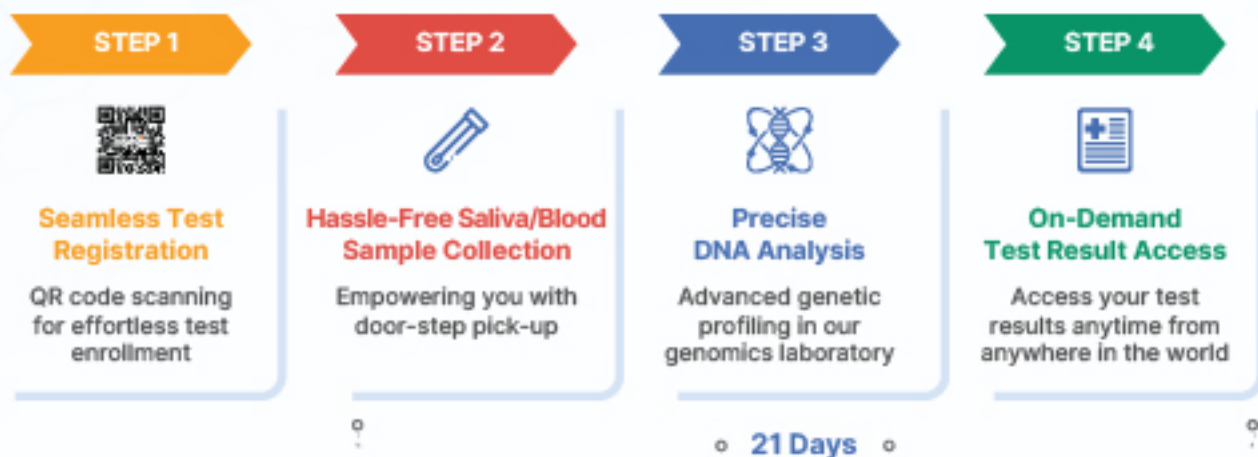 STEP 1
Seamless Test
Registration
QR code scanning
for effortless test
enrollment
STEP 2
Hassle-Free Saliva/Blood
Sample Collection
Empowering you with
door-step pick-up
STEP 3
Precise
DNA Analysis
Advanced genetic
profiling in our
genomics laboratory
STEP 4
On-Demand
Test Result Access
Access your test
results anytime from
anywhere in the world
21 Days